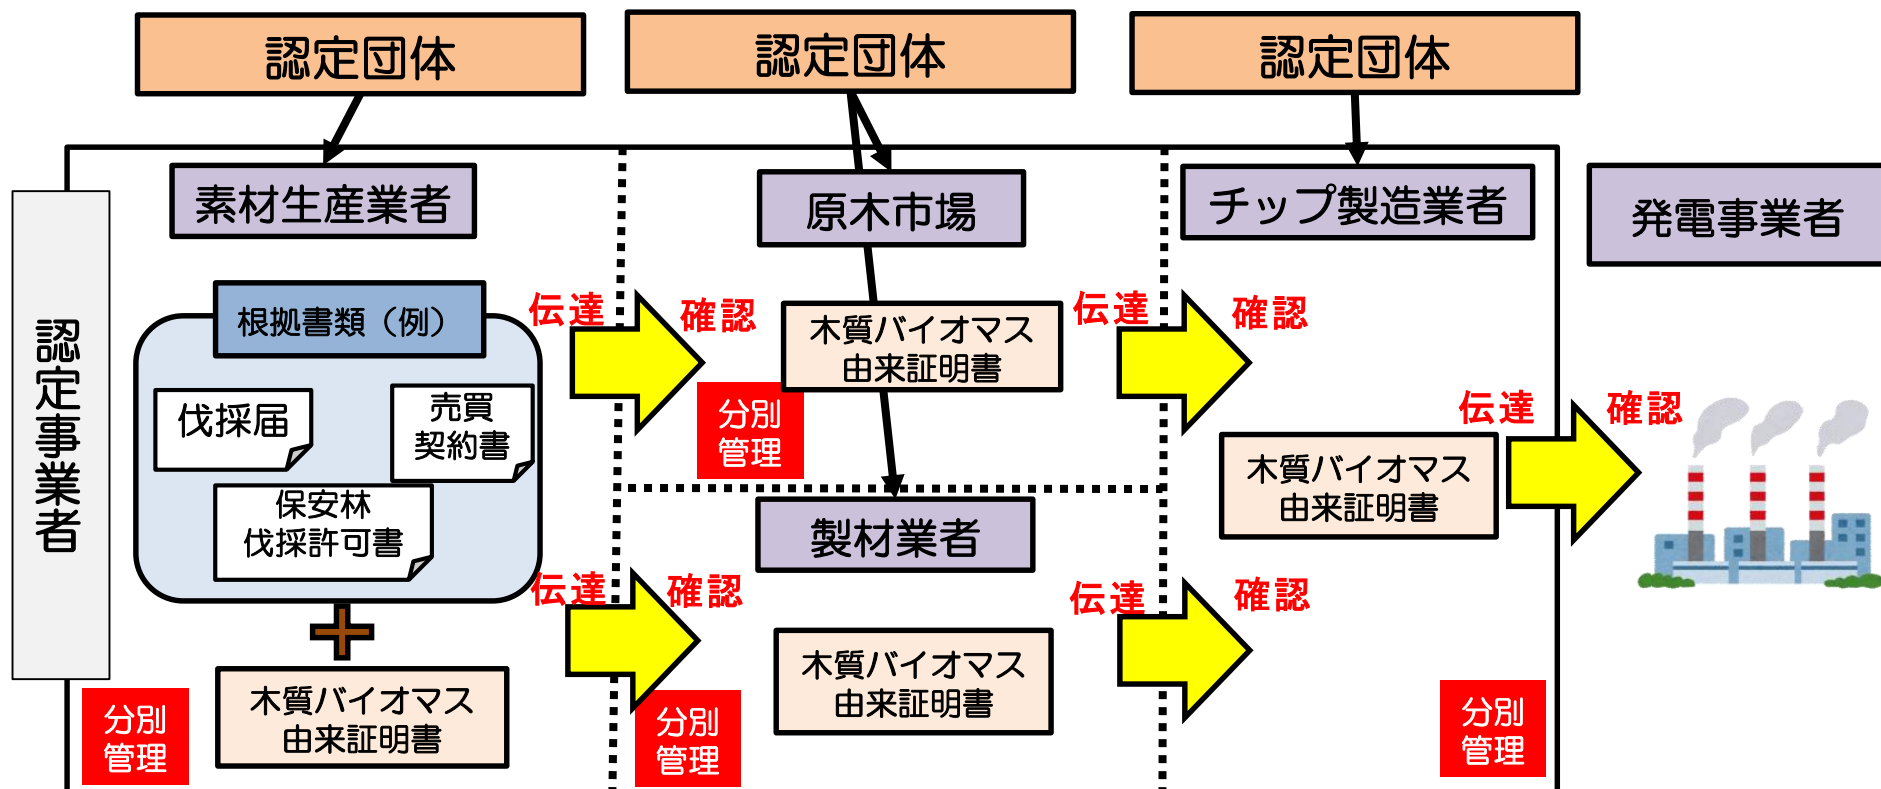 認定団体
認定団体
認定団体
認定事業者
素材生産業者
原木市場
チップ製造業者
発電事業者
根拠書類（例）
伐採届
売買
契約書
保安林
伐採許可書
木質バイオマス
由来証明書
分別
管理
伝達
確認
伝達
確認
木質バイオマス
由来証明書
分別
管理
製材業者
木質バイオマス
由来証明書
分別
管理
伝達
確認
伝達
確認
木質バイオマス
由来証明書
分別
管理
伝達
確認